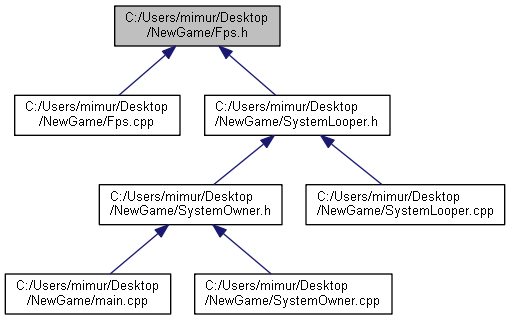 C:/Users/mimur/Desktop
/NewGame/Fps.h
C:/Users/mimur/Desktop
/NewGame/Fps.cpp
C:/Users/mimur/Desktop
/NewGame/SystemLooper.h
C:/Users/mimur/Desktop
/NewGame/SystemOwner.h
C:/Users/mimur/Desktop
/NewGame/SystemLooper.cpp
C:/Users/mimur/Desktop
/NewGame/main.cpp
C:/Users/mimur/Desktop
/NewGame/SystemOwner.cpp